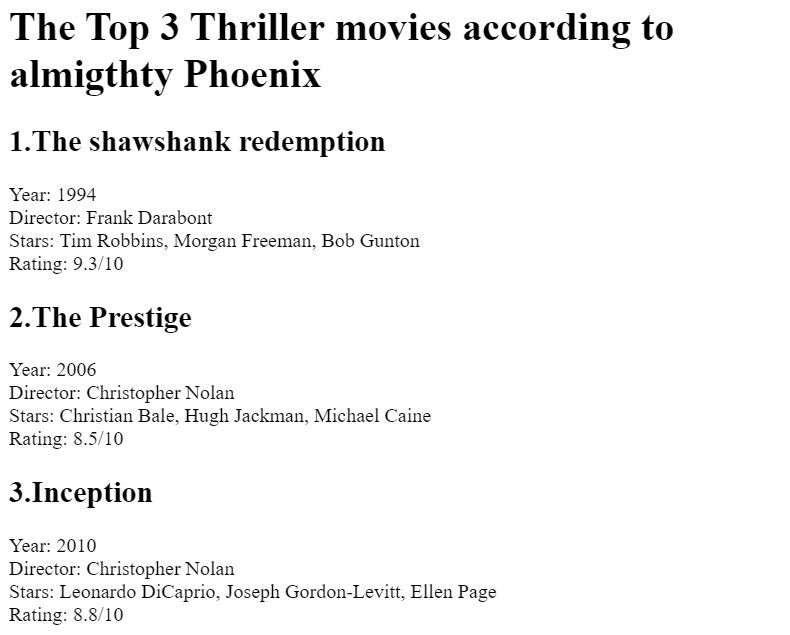 The Top 3 Thriller movies according to
almigthty Phoenix
1.The shawshank redemption
Year: 1994
Director: Frank Darabont
Stars: Tim Robbins, Morgan Freeman, Bob Gunton
Rating: 9.3/10
2.The Prestige
Year: 2006
Director: Christopher Nolan
Stars: Christian Bale, Hugh Jackman, Michael Caine
Rating: 8.5/10
3.Inception
Year: 2010
Director: Christopher Nolan
Stars: Leonardo DiCaprio, Joseph Gordon-Levitt, Ellen Page
Rating: 8.8/10